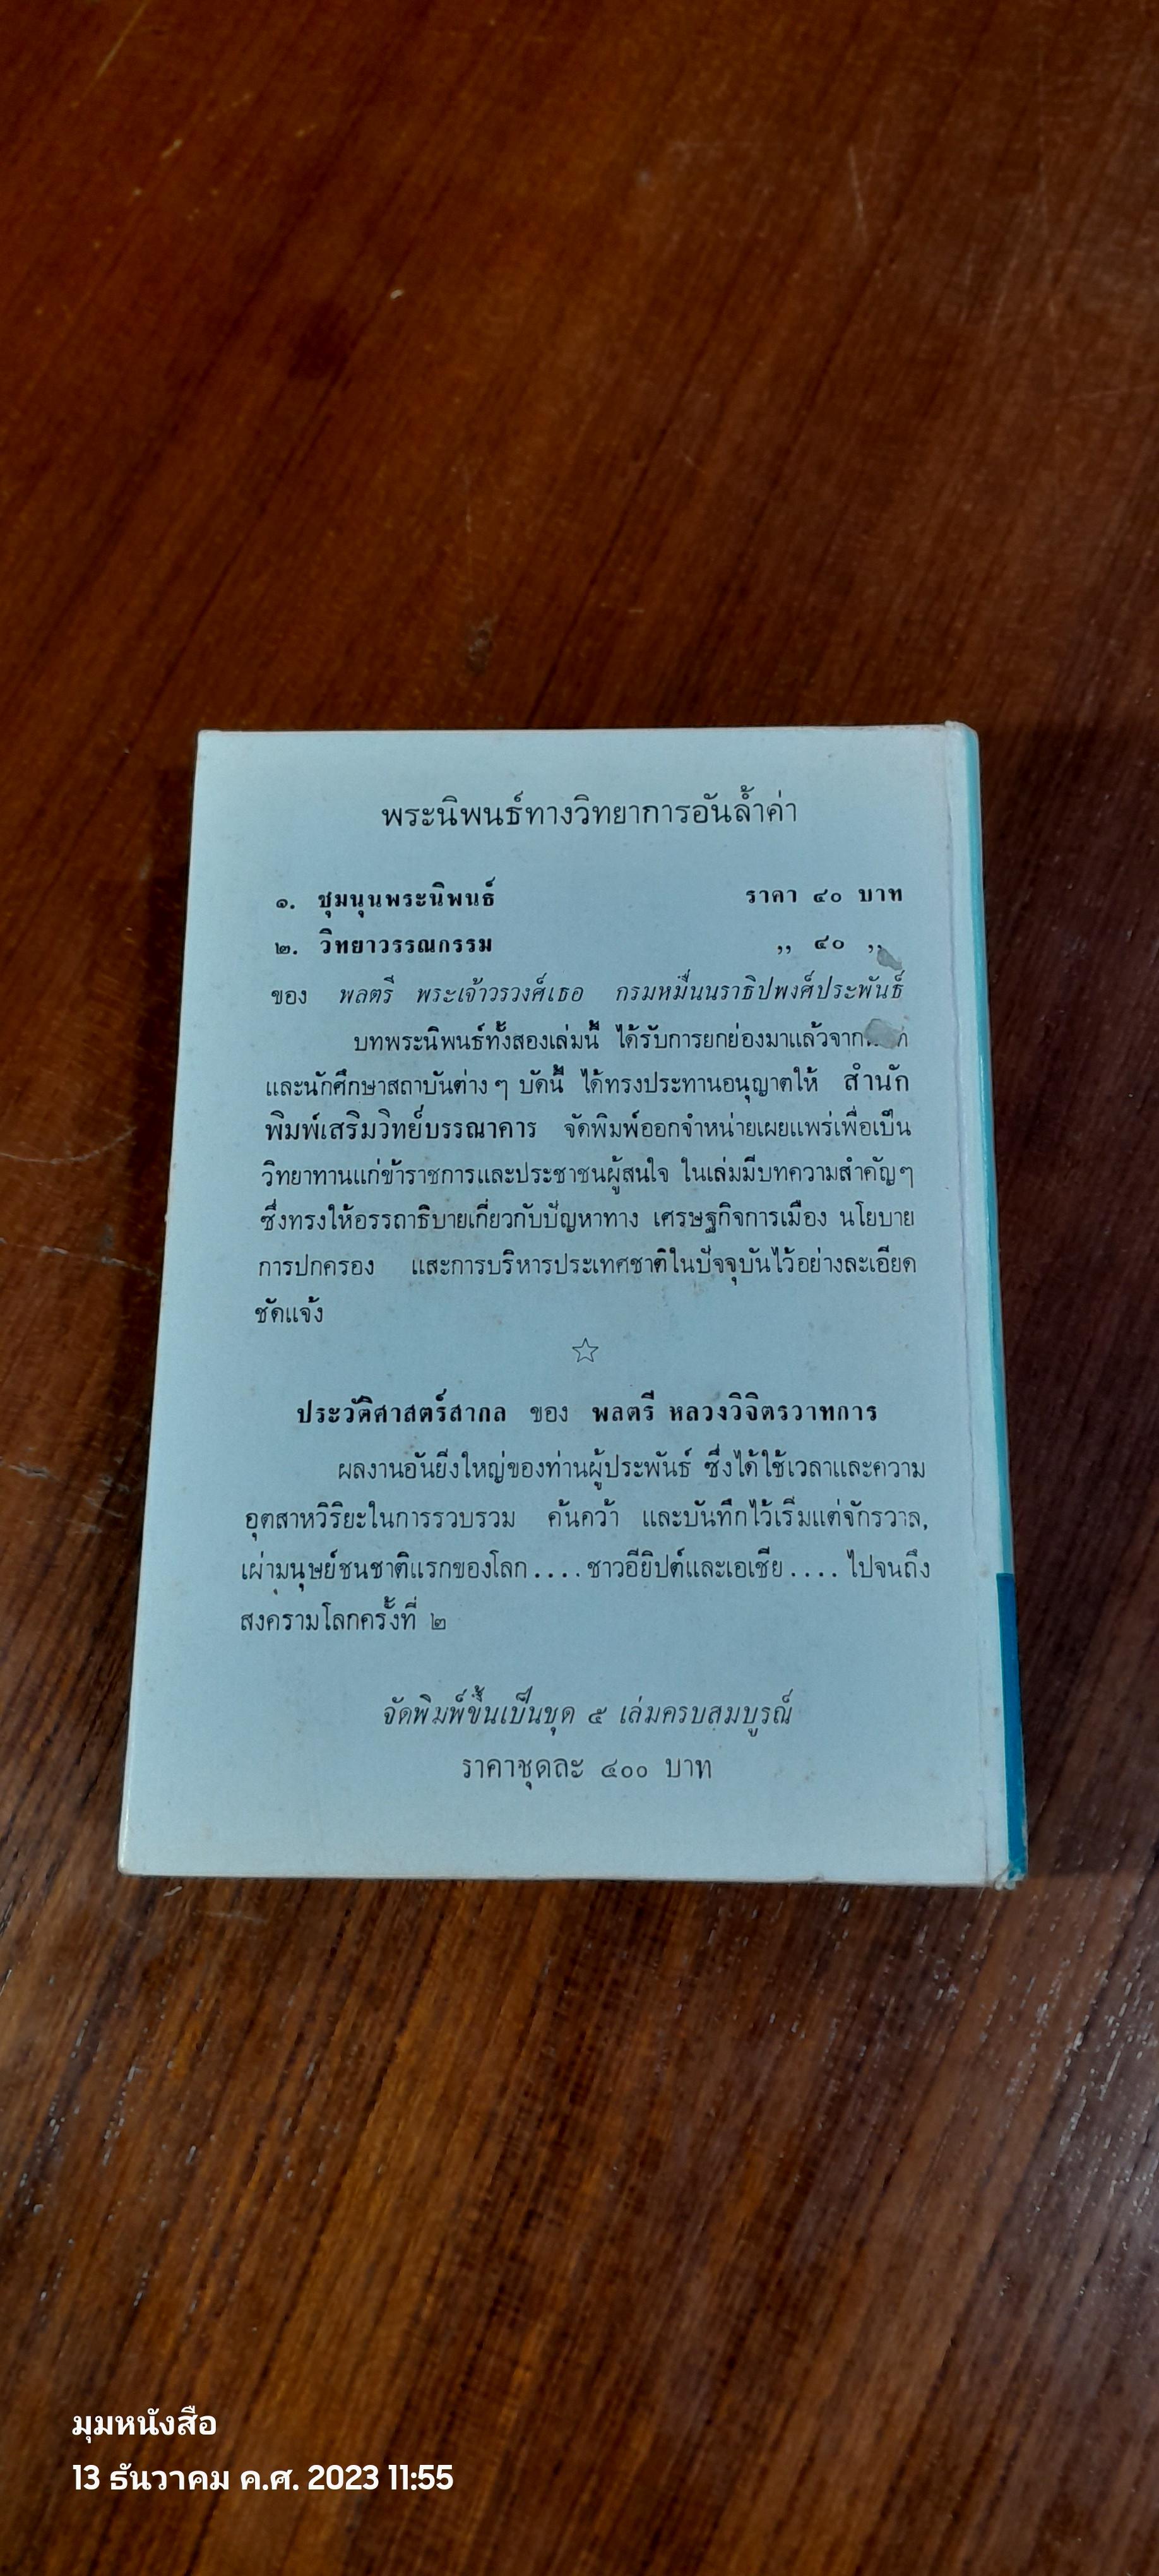 พระนิพนธ์ทางวิทยาการอันล้ำค่า
๑. ชุมนุนพระนิพนธ์ ราคา ๔๐ บาท
๒. วิทยาวรรณกรรม ,, ๔๐ ,,
ของ พลตรี พระเจ้าวรวงศ์เธอ กรมหมื่นนราธิปพงศ์ประพันธ์
บทพระนิพนธ์ทั้งสองเล่มนี้ ได้รับการยกย่องมาแล้วจาก
และนักศึกษาสถาบันต่าง ๆ บัดนี้ ได้ทรงประทานอนุญาตให้ สำนัก
พิมพ์เสริมวิทย์บรรณาคาร จัดพิมพ์ออกจำหน่ายเผยแพร่เพื่อเป็น
วิทยาทานแก่ข้าราชการและประชาชนผู้สนใจ ในเล่มมีบทความสำคัญๆ
ซึ่งทรงให้อรรถาธิบายเกี่ยวกับปัญหาทาง เศรษฐกิจการเมือง นโยบาย
การปกครอง และการบริหารประเทศชาติในปัจจุบันไว้อย่างละเอียด
ชัดแจ้ง
ประวัติศาสตร์สากล ของ พลตรี หลวงวิจิตรวาทการ
ผลงานอันยิ่งใหญ่ของท่านผู้ประพันธ์ ซึ่งได้ใช้เวลาและความ
อุตสาหวิริยะในการรวบรวม ค้นคว้า และบันทึกไว้เริ่มแต่จักรวาล,
เผ่ามนุษย์ชนชาติแรกของโลก....ชาวอียิปต์และเอเชีย.... ไปจนถึง
สงครามโลกครั้งที่ ๒
จัดพิมพ์ขึ้นเป็นชุด ๕ เล่มครบสมบูรณ์
ราคาชุดละ ๔๐๐ บาท
มุมหนังสือ
13 ธันวาคม ค.ศ. 2023 11:55